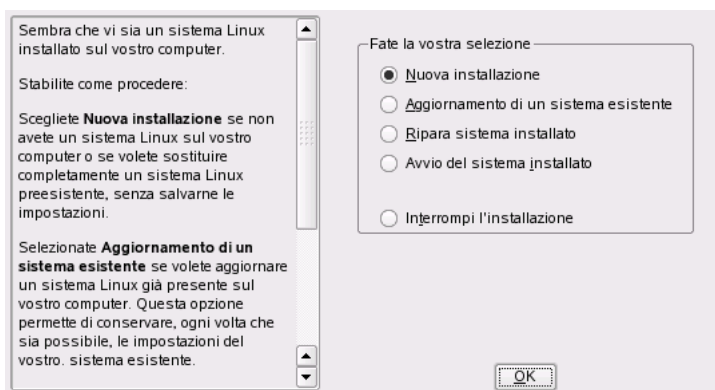 Sembra che vi sia un sistema Linux
installato sul vostro computer.
Stabilite come procedere:
Scegliete Nuova installazione se non
avete un sistema Linux sul vostro
computer o se volete sostituire
completamente un sistema Linux
preesistente, senza salvarne le
impostazioni.
Selezionate Aggiornamento di un
sistema esistente se volete aggiornare
un sistema Linux già presente sul
vostro computer. Questa opzione
permette di conservare, ogni volta che
sia possibile, le impostazioni del
vostro. sistema esistente.
Fate la vostra selezione
Nuova installazione
Aggiornamento di un sistema esistente
Ripara sistema installato
Avvio del sistema installato
Interrompi l'installazione
OK